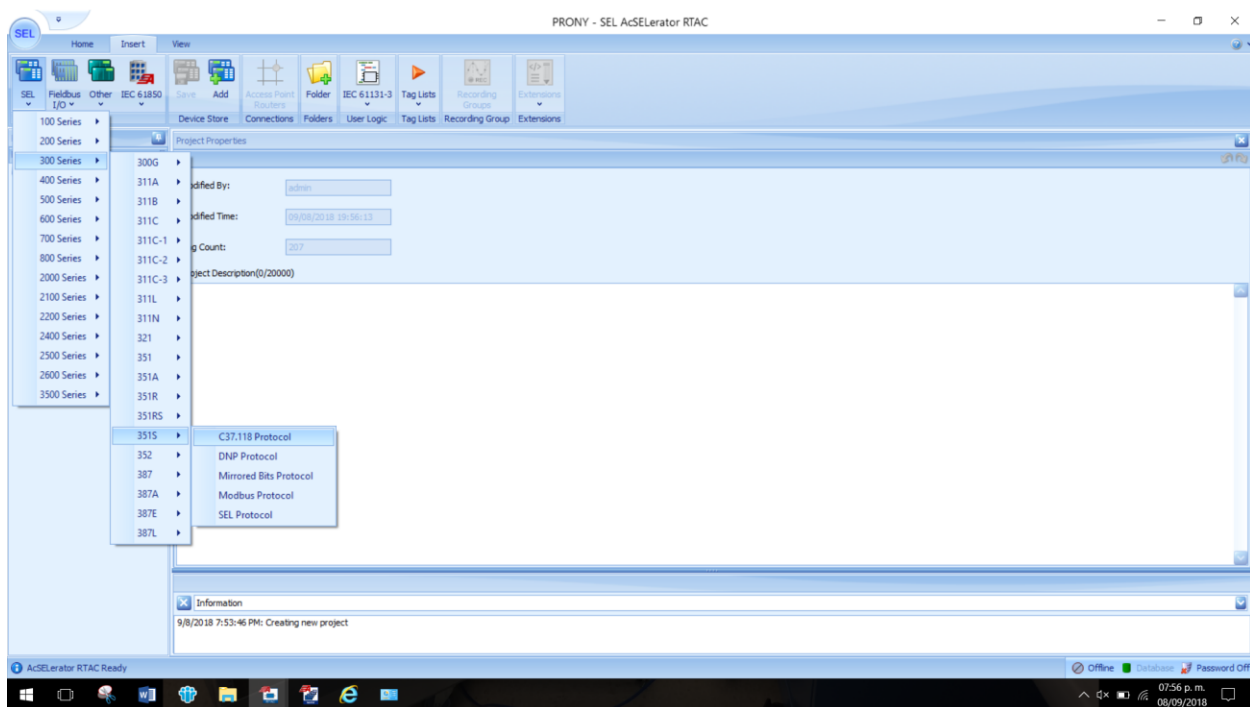 PRONY - SEL AcSELerator RTAC
SEL
Home Insert View
SEL Fieldbus I/O Other IEC 61850 Save Add Access Point Routers Folder IEC 61131-3 Tag Lists Recording Groups Extensions
Device Store Connections Folders User Logic Tag Lists Recording Group Extensions
100 Series
200 Series
300 Series
400 Series
500 Series
600 Series
700 Series
800 Series
2000 Series
2100 Series
2200 Series
2400 Series
2500 Series
2600 Series
3500 Series
300G
311A
311B
311C
311C-1
311C-2
311C-3
311L
311N
321
351
351A
351R
351RS
351S
352
387
387A
387E
387L
C37.118 Protocol
DNP Protocol
Mirrored Bits Protocol
Modbus Protocol
SEL Protocol
Project Properties
odified By: admin
odified Time: 09/08/2018 19:56:13
g Count: 207
oject Description(0/20000)
Information
9/8/2018 7:53:46 PM: Creating new project
AcSELerator RTAC Ready
Offline Database Password Off
07:56 p. m.
08/09/2018